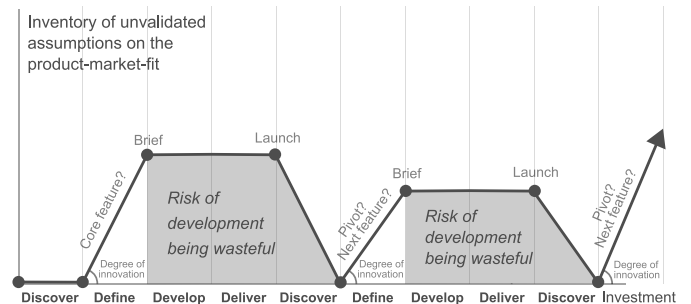 Inventory of unvalidated
assumptions on the
product-market-fit
Core feature?
Brief
Launch
Risk of
development
being wasteful
Degree of
innovation
Pivot?
Next feature?
Brief
Launch
Risk of
development
being wasteful
Degree of
innovation
Pivot?
Next feature?
Degree of
innovation
Discover Define Develop Deliver Discover Define Develop Deliver Discover Investment